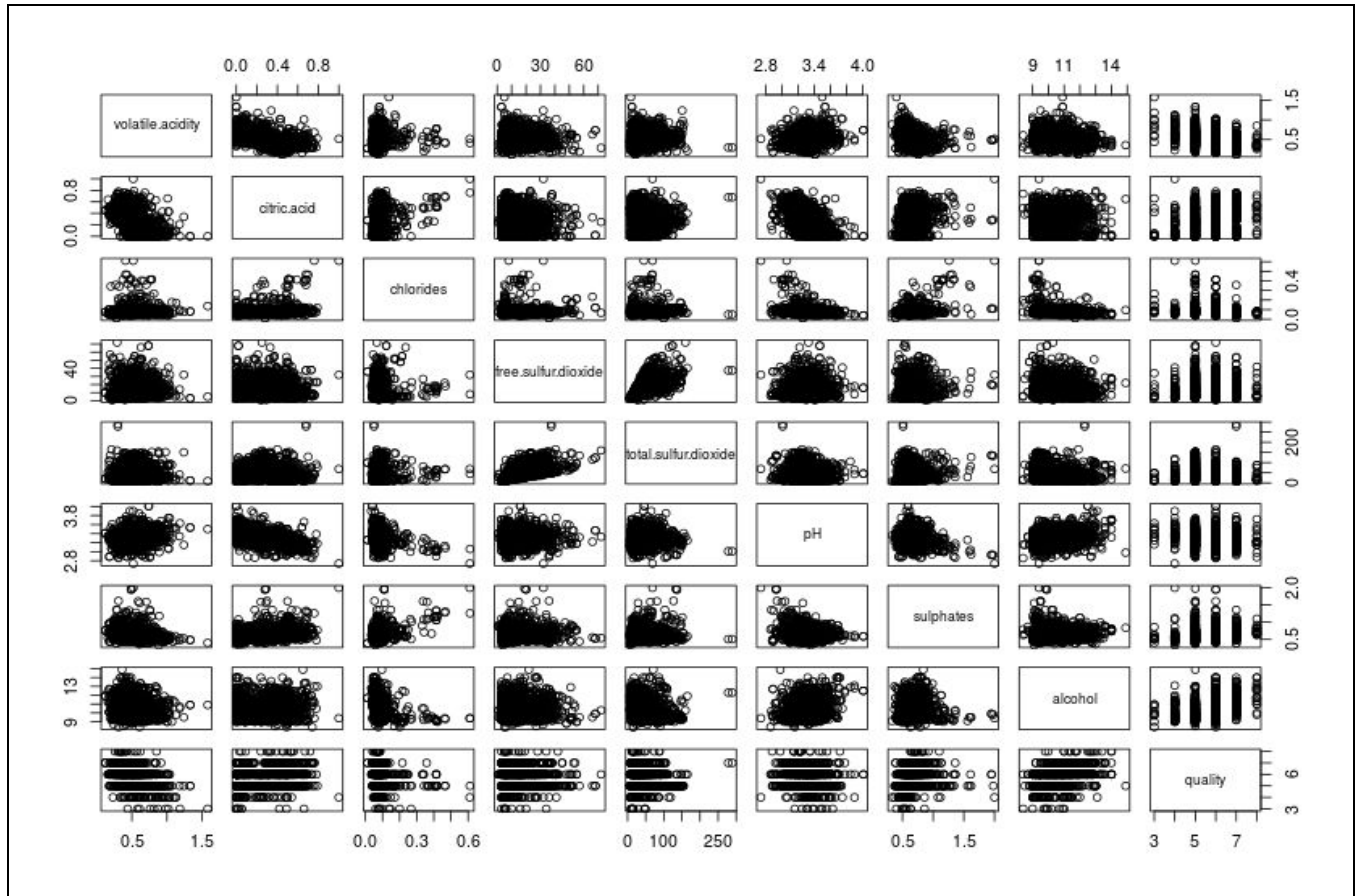 0.0 0.4 0.8 0 30 60 2.8 3.4 4.0 9 11 14
volatile.acidity
0.5 1.5
0.0 0.8
citric.acid
chlorides
0.0 0.4
0 40
free.sulfur.dioxide
total.sulfur.dioxide
0 200
2.8 3.8
pH
sulphates
0.5 2.0
9 13
alcohol
quality
3 6
0.5 1.5 0.0 0.3 0.6 0 100 250 0.5 1.5 3 5 7